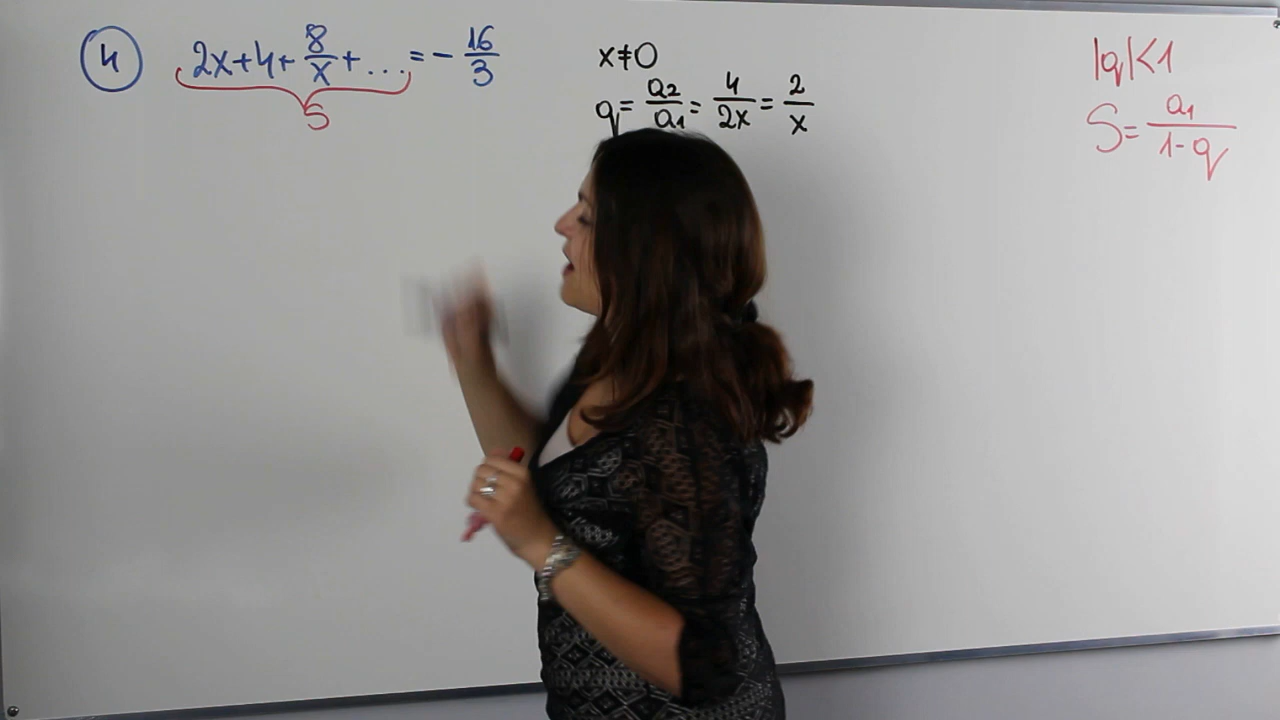 ④ 2x+4+8/x+...=-16/3
S
x≠0
q=a₂/a₁=4/2x=2/x
|q|<1
S=a₁/1-q